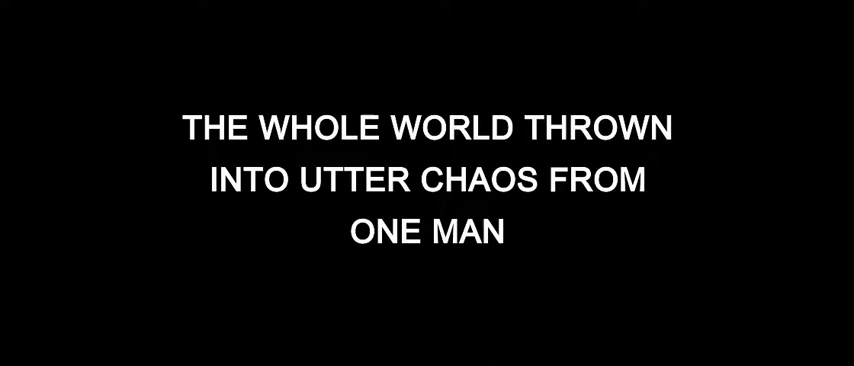 THE WHOLE WORLD THROWN
INTO UTTER CHAOS FROM
ONE MAN